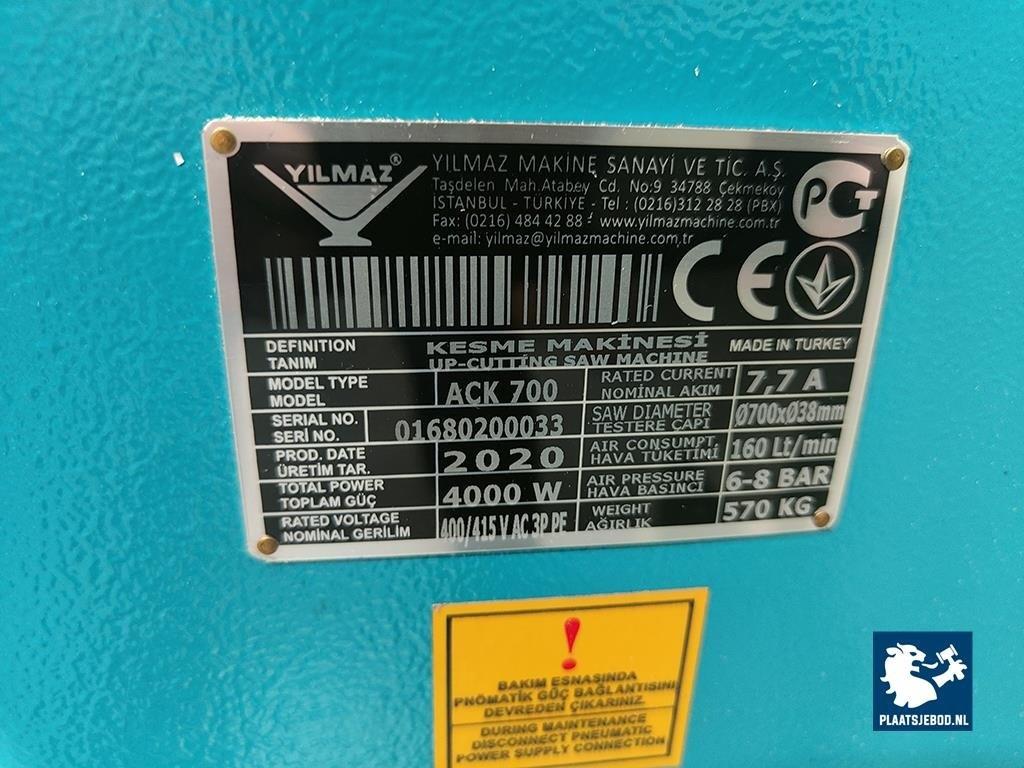 YILMAZ®
YILMAZ MAKİNE SANAYİ VE TİC. A.Ş.
Taşdelen Mah.Atabey Cd. No:9 34788 Çekmeköy
İSTANBUL - TÜRKİYE - Tel : (0216)312 28 28 (PBX)
Fax: (0216) 484 42 88 - www.yilmazmachine.com.tr
e-mail: yilmaz@yilmazmachine.com.tr
PCT
CE
DEFINITION
TANIM
KESME MAKİNESİ
UP-CUTTİNG SAW MACHINE
MADE IN TURKEY
MODEL TYPE
MODEL
ACK 700
RATED CURRENT
NOMİNAL AKIM
7,7 A
SERIAL NO.
SERİ NO.
01680200033
SAW DIAMETER
TESTERE ÇAPI
Ø700xØ38mm
PROD. DATE
ÜRETİM TAR.
2020
AIR CONSUMPT.
HAVA TÜKETİMİ
160 Lt/min
TOTAL POWER
TOPLAM GÜÇ
4000 W
AIR PRESSURE
HAVA BASINCI
6-8 BAR
RATED VOLTAGE
NOMİNAL GERİLİM
400/415 V AC 3P PE
WEIGHT
AĞIRLIK
570 KG
!
BAKIM ESNASINDA
PNÖMATİK GÜÇ BAĞLANTISINI
DEVREDEN ÇIKARINIZ.
DURING MAINTENANCE
DISCONNECT PNEUMATIC
POWER SUPPLY CONNECTION
PLAATSJEBOD.NL